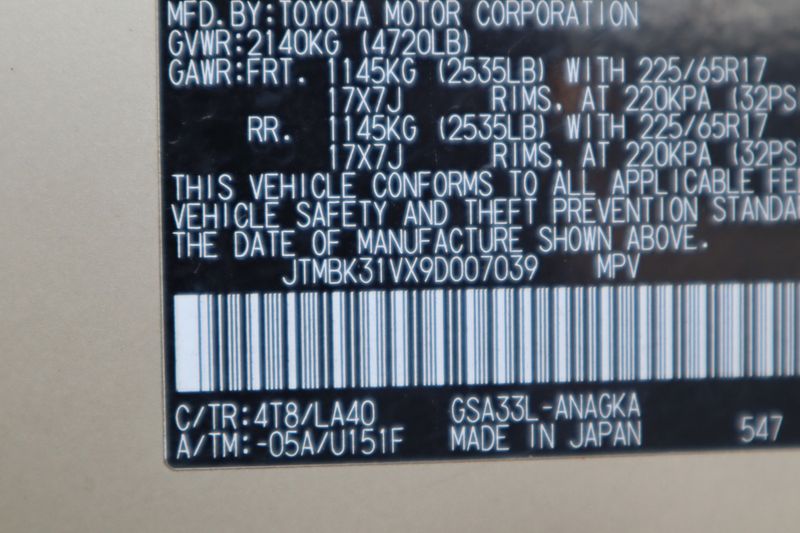 MFD.BY:TOYOTA MOTOR CORPORATION
GVWR:2140KG (4720LB)
GAWR:FRT. 1145KG (2535LB) WITH 225/65R17
17X7J RIMS, AT 220KPA (32PS
RR. 1145KG (2535LB) WITH 225/65R17
17X7J RIMS, AT 220KPA (32PS
THIS VEHICLE CONFORMS TO ALL APPLICABLE FE
VEHICLE SAFETY AND THEFT PREVENTION STANDA
THE DATE OF MANUFACTURE SHOWN ABOVE.
JTMBK31VX9D007039 MPV
C/TR:4T8/LA40 GSA33L-ANAGKA
A/TM:-05A/U151F MADE IN JAPAN 547